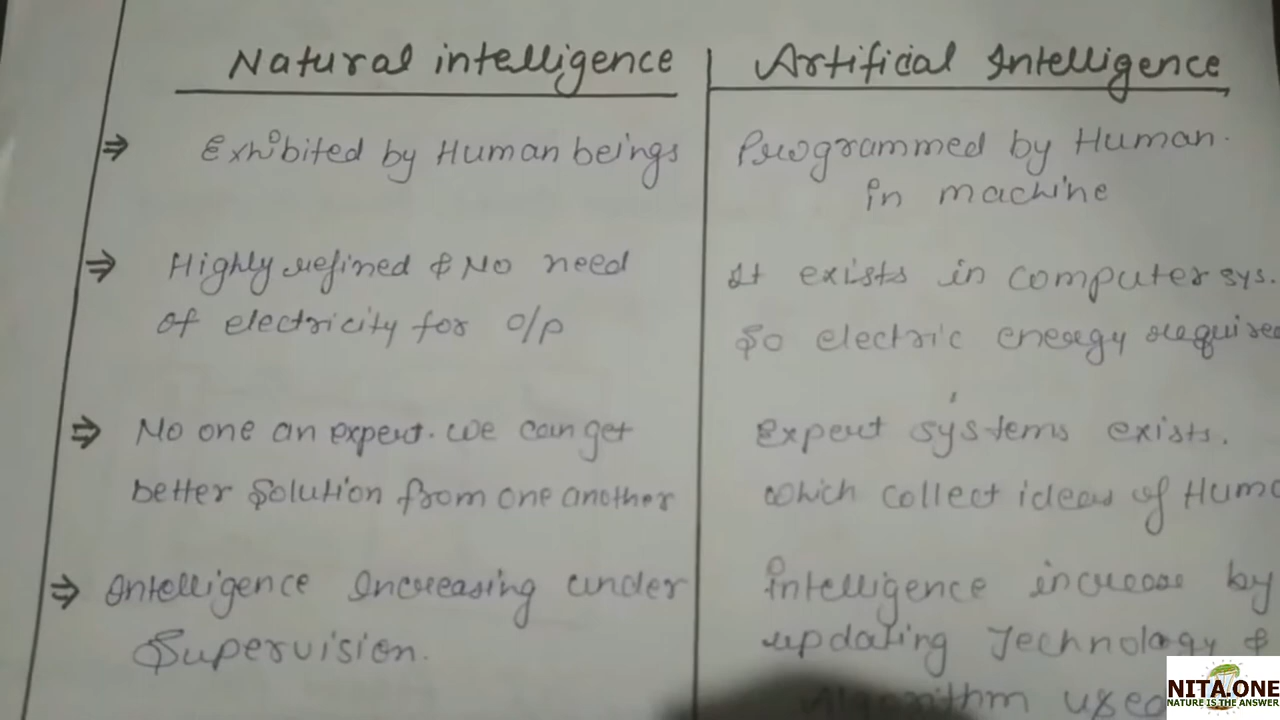 Natural intelligence
Artificial Intelligence
⇒ Exhibited by Human beings
Programmed by Human.
in machine
⇒ Highly refined & No need
of electricity for o/p
It exists in computer sys.
So electric energy require
⇒ No one an expert. we can get
better Solution from one another
Expert systems exists.
which collect ideas of Huma
⇒ Intelligence Increasing under
Supervision.
intelligence increase by
updating Technology &
Algorithm used
NITA.ONE
NATURE IS THE ANSWER